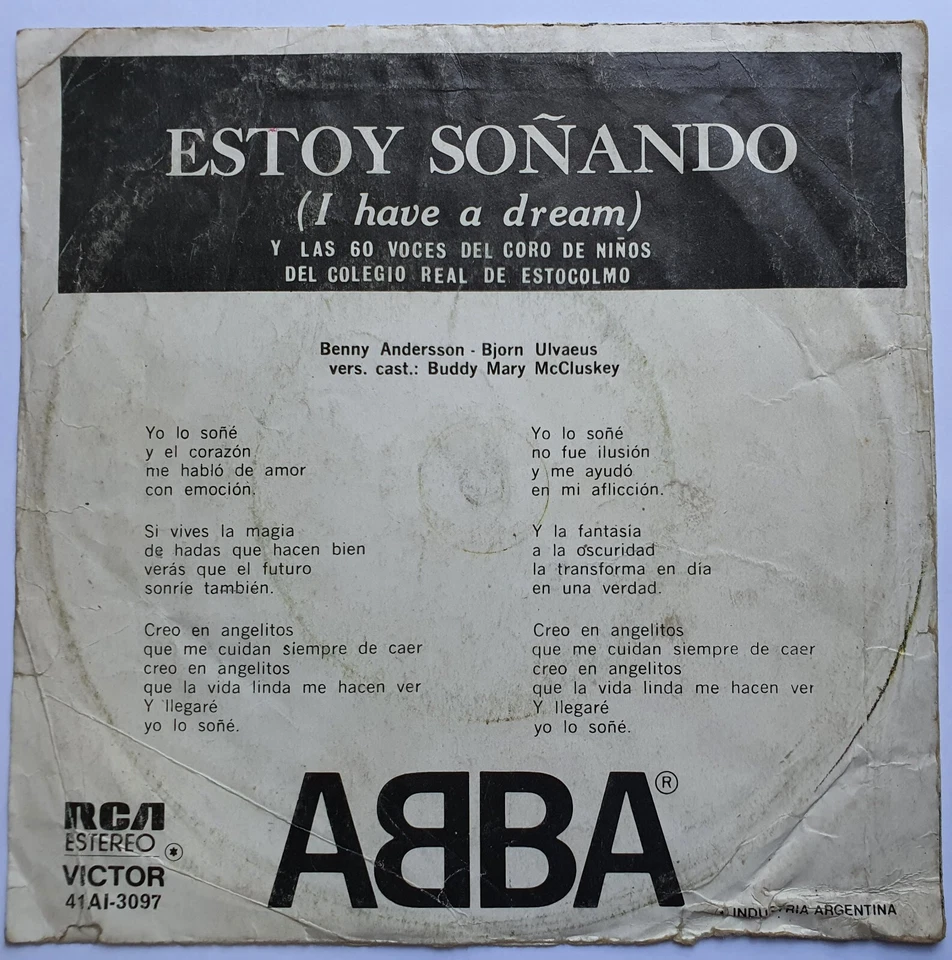 ESTOY SOÑANDO
(I have a dream)
Y LAS 60 VOCES DEL CORO DE NIÑOS
DEL COLEGIO REAL DE ESTOCOLMO
Benny Andersson - Bjorn Ulvaeus
vers. cast.: Buddy Mary McCluskey
Yo lo soñé
y el corazón
me habló de amor
con emoción.
Si vives la magia
de hadas que hacen bien
verás que el futuro
sonríe también.
Creo en angelitos
que me cuidan siempre de caer
creo en angelitos
que la vida linda me hacen ver
Y llegaré
yo lo soñé.
Yo lo soñé
no fue ilusión
y me ayudó
en mi aflicción.
Y la fantasía
a la oscuridad
la transforma en día
en una verdad.
Creo en angelitos
que me cuidan siempre de caer
creo en angelitos
que la vida linda me hacen ver
Y llegaré
yo lo soñé.
ABBA®
RCA
ESTEREO *
VICTOR
41AI-3097
INDUSTRIA ARGENTINA